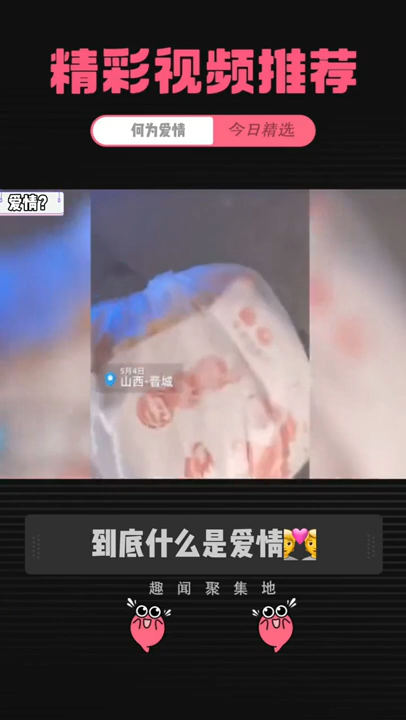 精彩视频推荐
何为爱情
今日精选
爱情?
5月4日
山西·晋城
到底什么是爱情
趣闻聚集地